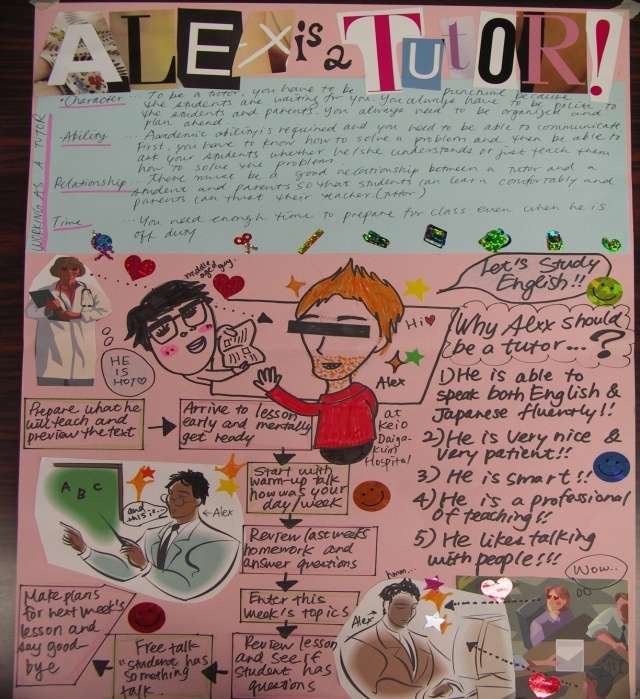 ALEX is a TuToR!
WORKING AS A TUTOR
Character ... To be a tutor, you have to be punctual because
the students are waiting for you. You always have to be polite to
the students and parents. You always need to be organized and
plan ahead.
Ability ... Academic ability is required and you need to be able to communicate
First, you have to know how to solve a problem and then be able to
ask your students whether he/she understands or just teach them
how to solve the problem.
Relationship ... There must be a good relationship between a tutor and a
student and parents so that students can learn comfortably and
parents can trust their teacher (tutor)
Time ... You need enough time to prepare for class even when he is
off duty
middle aged guy.
Let's Study
English!!
HE
IS
HOT♡
Hi ♥
Alex
at
Keio
Daiga-
kuin
Hospital
Why Alex should
be a tutor...?
1) He is able to
speak both English &
Japanese fluently!!
2) He is very nice &
very patient!!
3) He is smart!!
4) He is a professional
of teaching!!
5) He likes talking
with people!!!
Prepare what he
will teach and
preview the text
Arrive to lesson
early and mentally
get ready
Start with
warm-up talk
how was your
day/week
A B C
and
this is...
←Alex
Review last week's
homework and
answer questions
Enter this
week's topics
Review lesson
and see if
student has
questions
Free talk
"student has
something
talk..
Make plans
for next week's
lesson and
say good-
bye
hmm...
Alex
Wow..